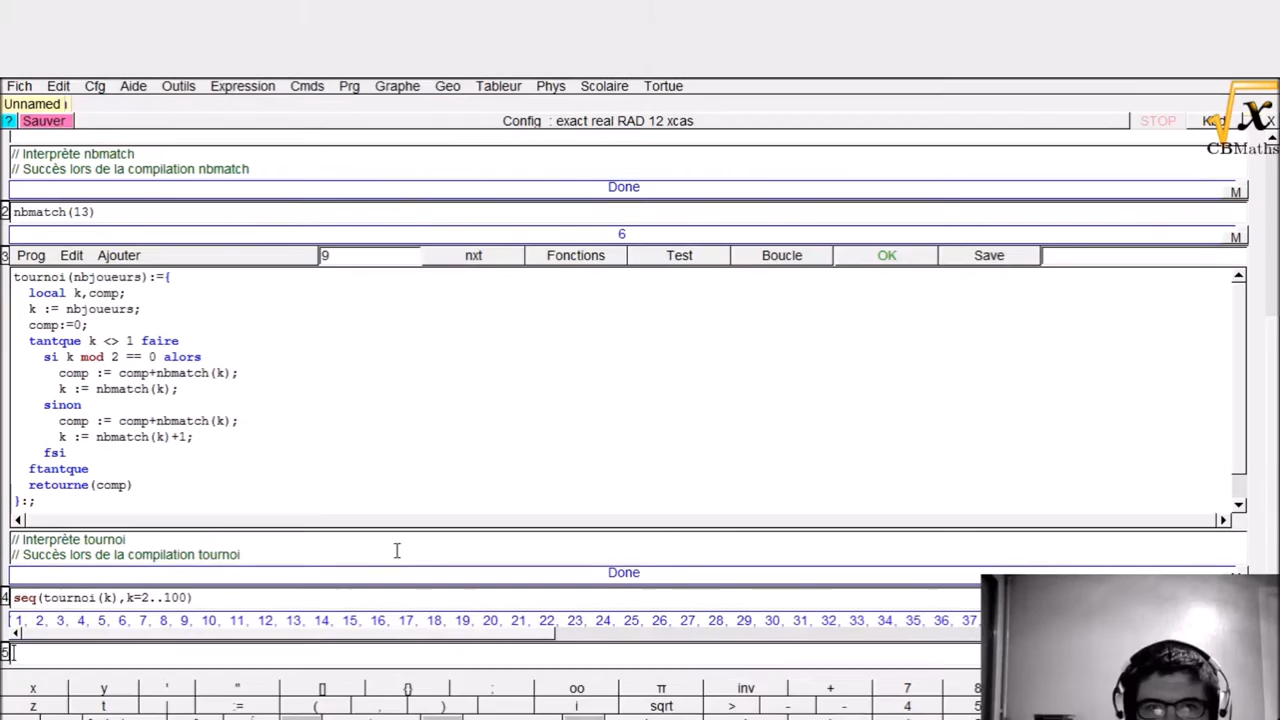 Fich Edit Cfg Aide Outils Expression Cmds Prg Graphe Geo Tableur Phys Scolaire Tortue
Unnamed
? Sauver Config : exact real RAD 12 xcas STOP X
CBMaths
// Interprète nbmatch
// Succès lors de la compilation nbmatch
Done
M
2 nbmatch(13)
6
M
3 Prog Edit Ajouter 9 nxt Fonctions Test Boucle OK Save
tournoi(nbjoueurs):={
local k,comp;
k := nbjoueurs;
comp:=0;
tantque k <> 1 faire
si k mod 2 == 0 alors
comp := comp+nbmatch(k);
k := nbmatch(k);
sinon
comp := comp+nbmatch(k);
k := nbmatch(k)+1;
fsi
ftantque
retourne(comp)
}:;
// Interprète tournoi
// Succès lors de la compilation tournoi
Done
4 seq(tournoi(k),k=2..100)
1, 2, 3, 4, 5, 6, 7, 8, 9, 10, 11, 12, 13, 14, 15, 16, 17, 18, 19, 20, 21, 22, 23, 24, 25, 26, 27, 28, 29, 30, 31, 32, 33, 34, 35, 36, 37,
5
x y ' " [] {} ; oo π inv + 7 8
z t := ( , ) i sqrt > - - 4 5